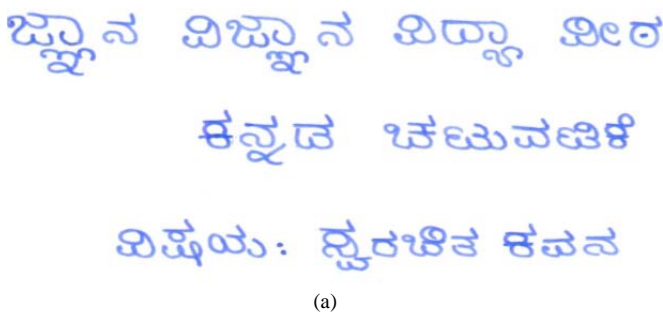 ಜ್ಞಾನ ವಿಜ್ಞಾನ ವಿದ್ಯಾ ಪೀಠ
ಕನ್ನಡ ಚಟುವಟಿಕೆ
ವಿಷಯ: ಸ್ವರಚಿತ ಕವನ
(a)